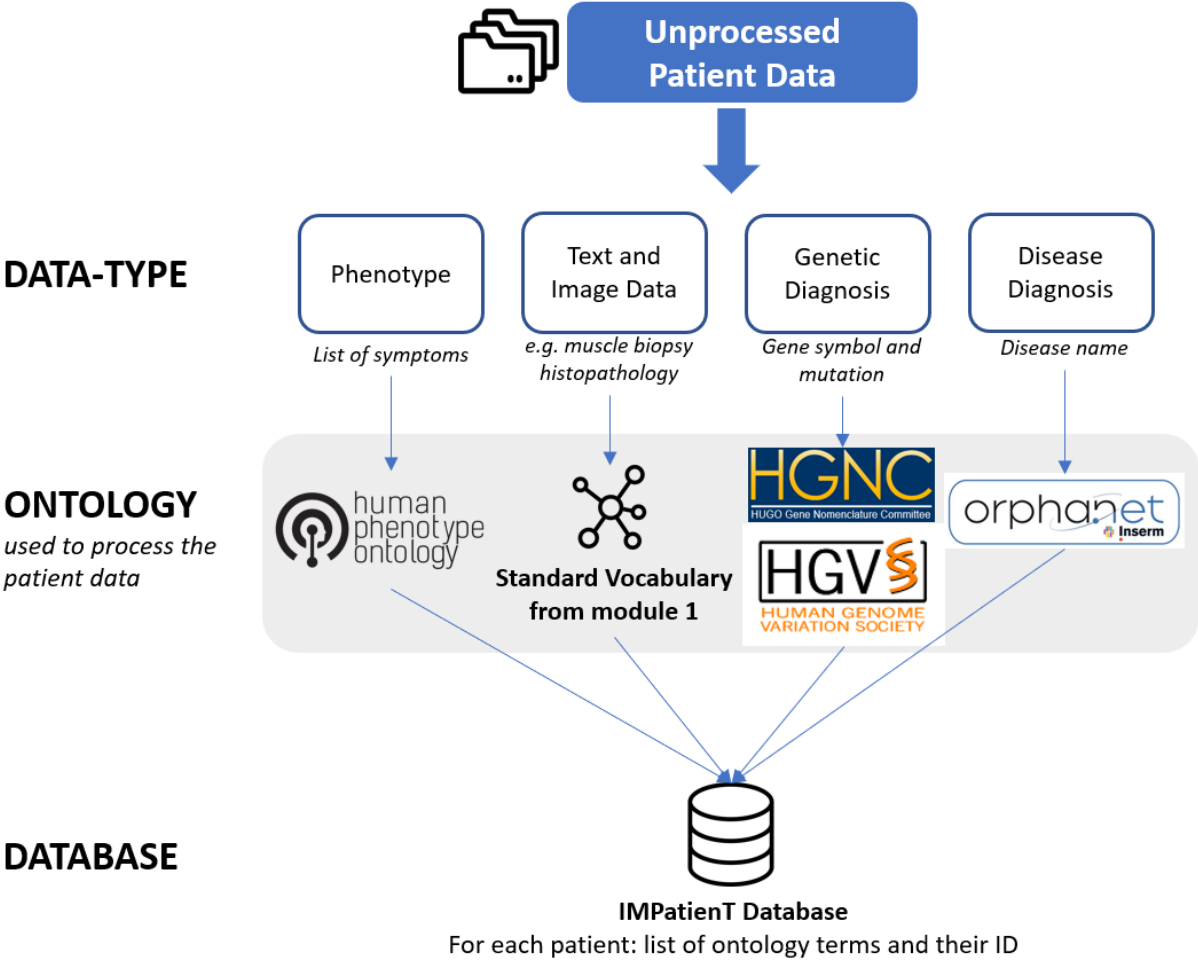 Unprocessed
Patient Data
DATA-TYPE
Phenotype
Text and
Image Data
Genetic
Diagnosis
Disease
Diagnosis
List of symptoms
e.g. muscle biopsy
histopathology
Gene symbol and
mutation
Disease name
ONTOLOGY
used to process the
patient data
human
phenotype
ontology
Standard Vocabulary
from module 1
HGNC
HUGO Gene Nomenclature Committee
HGVS
HUMAN GENOME
VARIATION SOCIETY
orphanet
Inserm
DATABASE
IMPatienT Database
For each patient: list of ontology terms and their ID